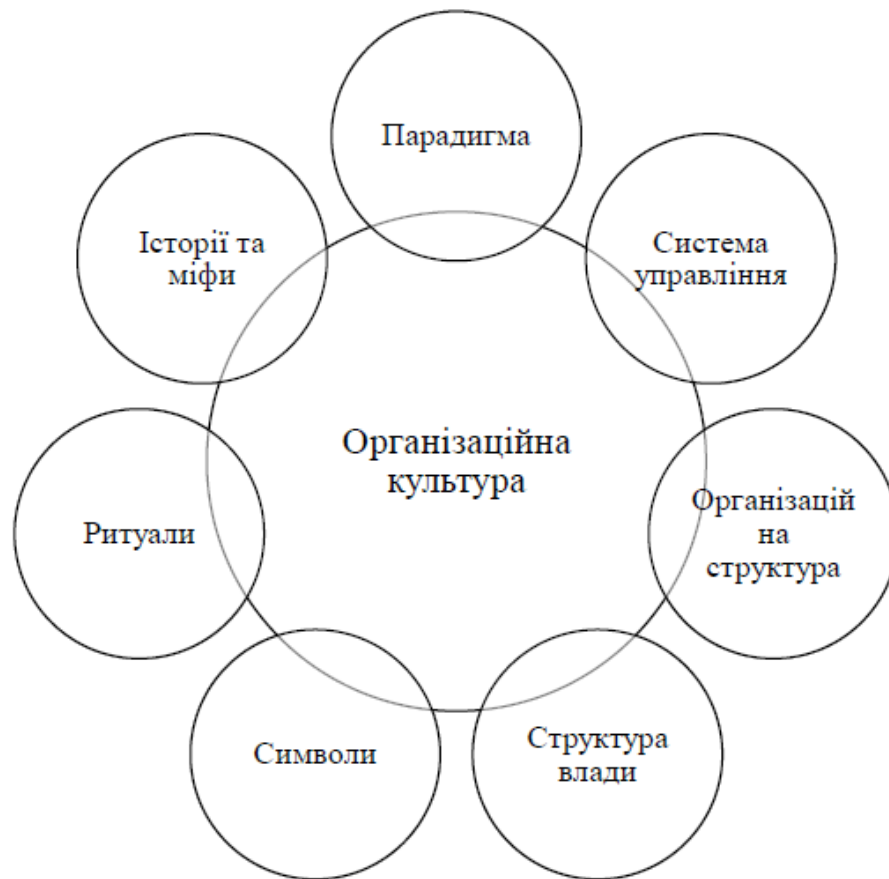 Парадигма
Система
управління
Організацій
на
структура
Структура
влади
Символи
Ритуали
Історії та
міфи
Організаційна
культура